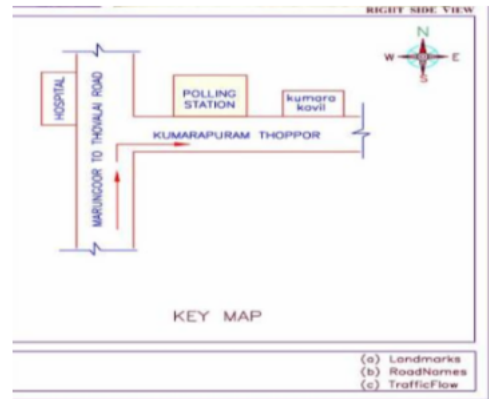 RIGHT SIDE VIEW
N
W
E
S
HOSPITAL
MARUNGOOR TO THOVALAI ROAD
POLLING
STATION
kumara
kovil
KUMARAPURAM THOPPOR
KEY MAP
(a) Landmarks
(b) RoadNames
(c) TrafficFlow